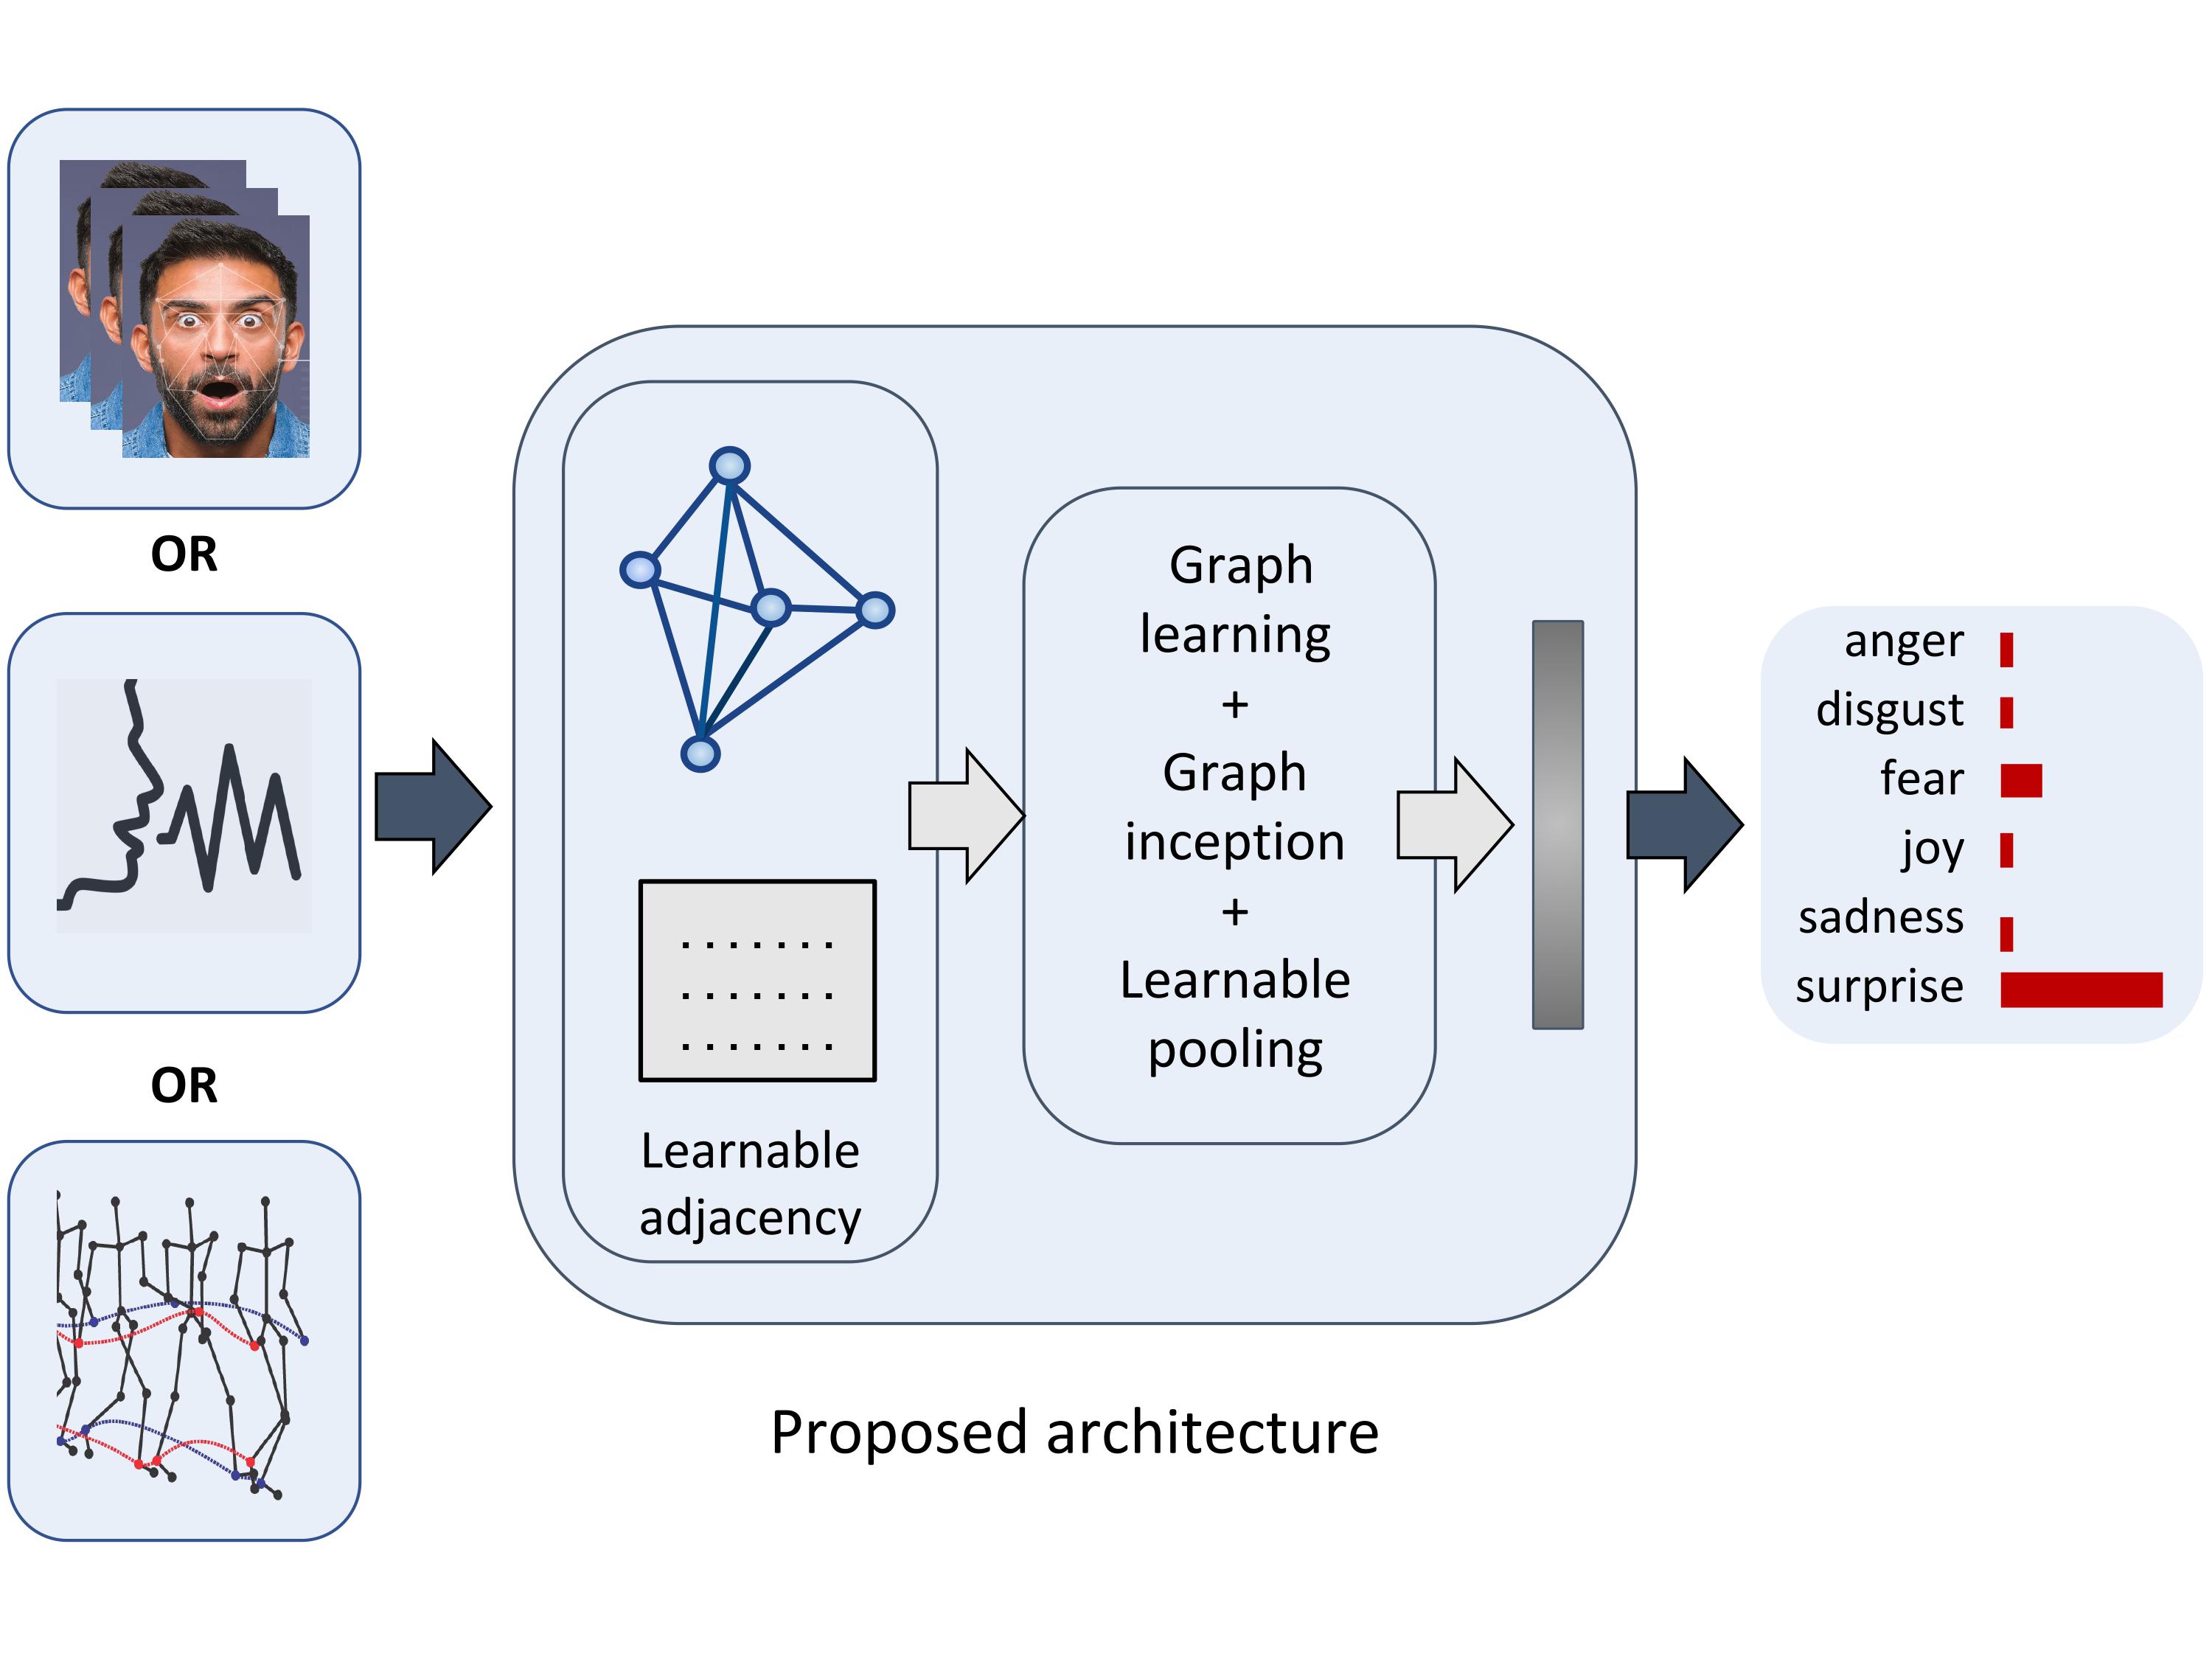 OR
OR
Learnable
adjacency
Graph
learning
+
Graph
inception
+
Learnable
pooling
Proposed architecture
anger
disgust
fear
joy
sadness
surprise